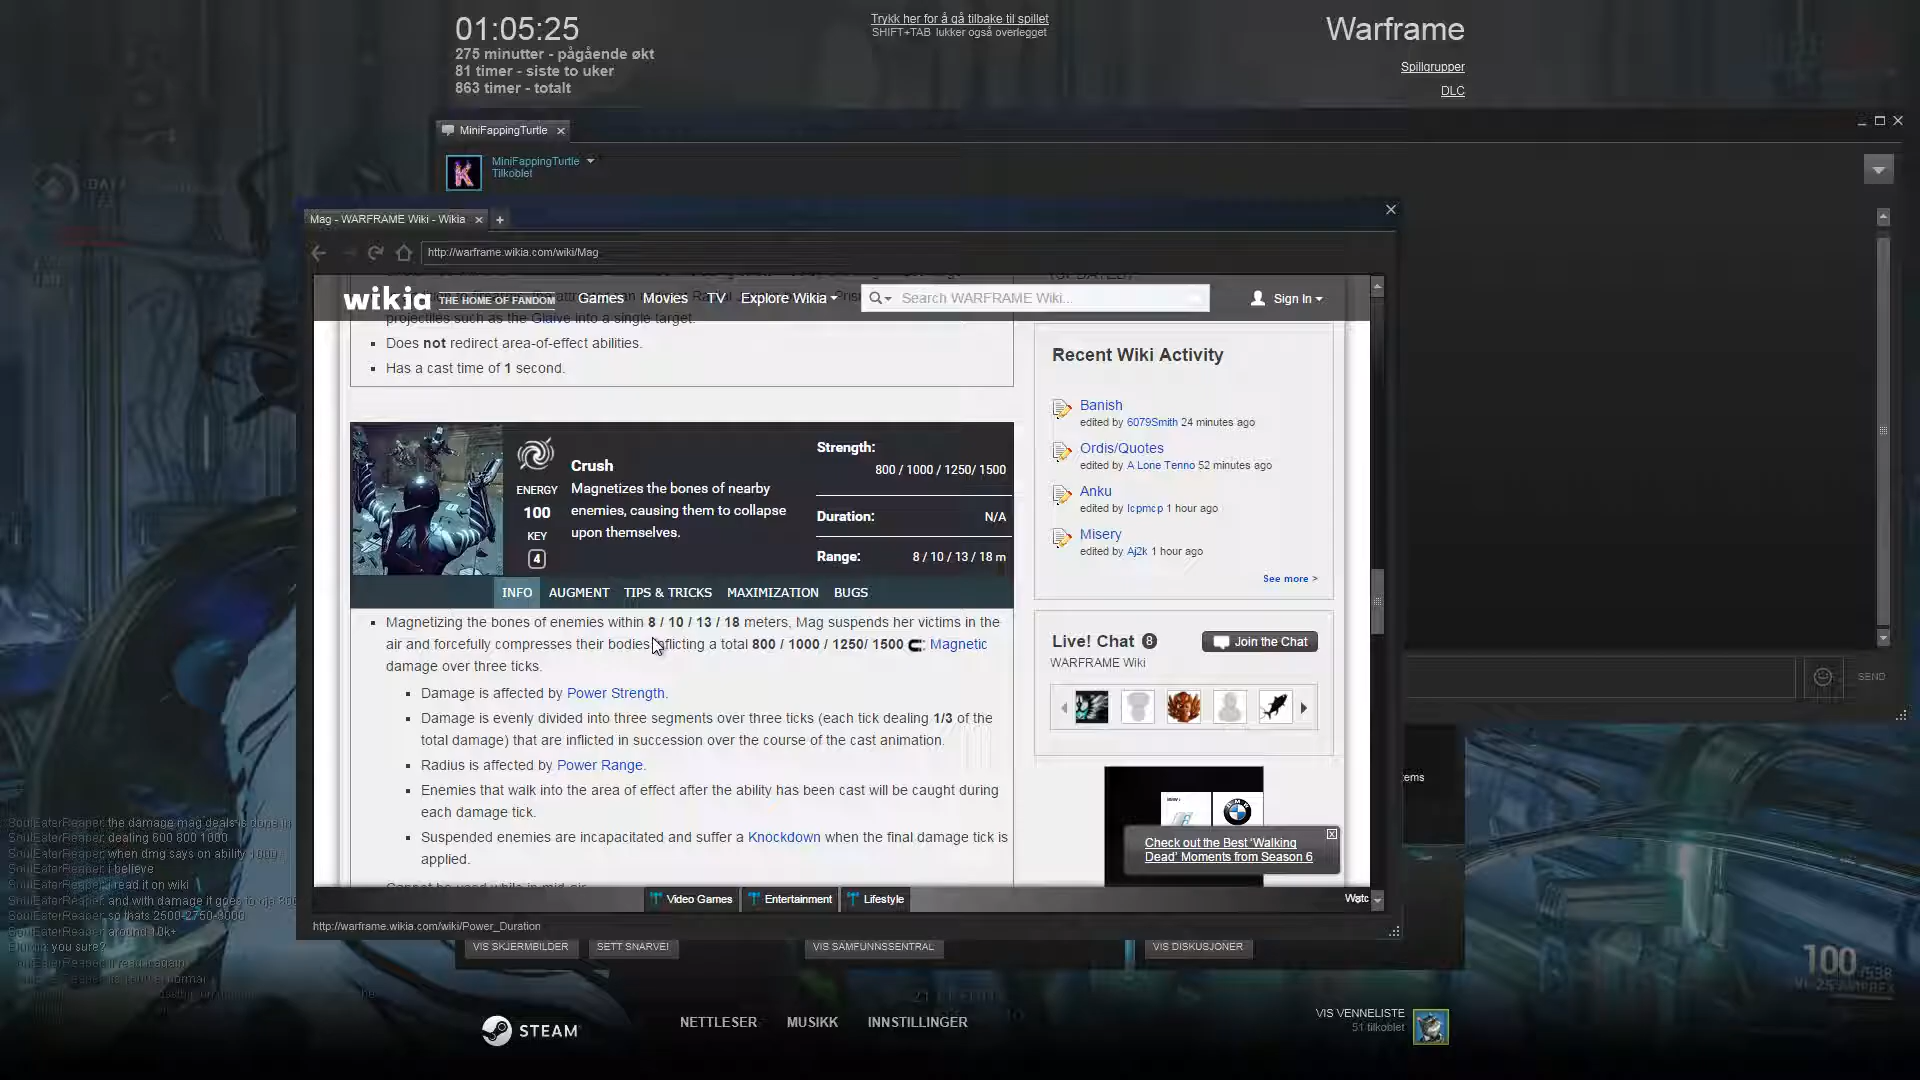 01:05:25
275 minutter - pågående økt
81 timer - siste to uker
863 timer - totalt
Trykk her for å gå tilbake til spillet
SHIFT+TAB lukker også overlegget
Warframe
Spillgrupper
DLC
MiniFappingTurtle
MiniFappingTurtle
Tilkoblet
Mag - WARFRAME Wiki - Wikia
http://warframe.wikia.com/wiki/Mag
wikia THE HOME OF FANDOM Games Movies TV Explore Wikia Search WARFRAME Wiki... Sign In
projectiles such as the Glaive into a single target.
Does not redirect area-of-effect abilities.
Has a cast time of 1 second.
ENERGY
100
KEY
4
Crush
Magnetizes the bones of nearby
enemies, causing them to collapse
upon themselves.
Strength:
800 / 1000 / 1250/ 1500
Duration: N/A
Range: 8 / 10 / 13 / 18 m
INFO AUGMENT TIPS & TRICKS MAXIMIZATION BUGS
Magnetizing the bones of enemies within 8 / 10 / 13 / 18 meters, Mag suspends her victims in the
air and forcefully compresses their bodies inflicting a total 800 / 1000 / 1250/ 1500 Magnetic
damage over three ticks.
Damage is affected by Power Strength.
Damage is evenly divided into three segments over three ticks (each tick dealing 1/3 of the
total damage) that are inflicted in succession over the course of the cast animation.
Radius is affected by Power Range.
Enemies that walk into the area of effect after the ability has been cast will be caught during
each damage tick.
Suspended enemies are incapacitated and suffer a Knockdown when the final damage tick is
applied.
Recent Wiki Activity
Banish
edited by 6079Smith 24 minutes ago
Ordis/Quotes
edited by A Lone Tenno 52 minutes ago
Anku
edited by Icpmcp 1 hour ago
Misery
edited by Aj2k 1 hour ago
See more >
Live! Chat 8
Join the Chat
WARFRAME Wiki
Check out the Best 'Walking
Dead' Moments from Season 6
Video Games Entertainment Lifestyle
http://warframe.wikia.com/wiki/Power_Duration
SEND
SoulEaterReaper: the damage mag deals is done in
SoulEaterReaper: dealing 600 800 1000
SoulEaterReaper: when dmg says on ability 1000
SoulEaterReaper: i believe
SoulEaterReaper: i read it on wiki
SoulEaterReaper: and with damage it goes to
SoulEaterReaper: so thats 2500-2750-3000
SoulEaterReaper: around 10k+
you sure?
VIS SKJERMBILDER
SETT SNARVEI
VIS SAMFUNNSSENTRAL
VIS DISKUSJONER
100
STEAM
NETTLESER MUSIKK INNSTILLINGER
VIS VENNELISTE
51 tilkoblet